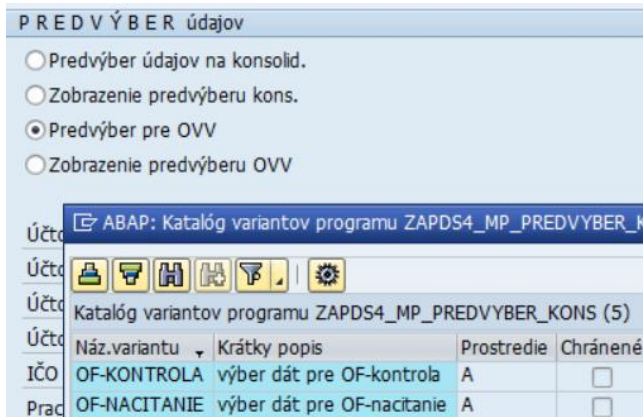 P R E D V Ý B E R údajov
Predvýber údajov na konsolid.
Zobrazenie predvýberu kons.
Predvýber pre OVV
Zobrazenie predvýberu OVV
ABAP: Katalóg variantov programu ZAPDS4_MP_PREDVYBER_K
Katalóg variantov programu ZAPDS4_MP_PREDVYBER_KONS (5)
Náz.variantu Krátky popis Prostredie Chránené
IČO
OF-KONTROLA výber dát pre OF-kontrola A
OF-NACITANIE výber dát pre OF-nacitanie A